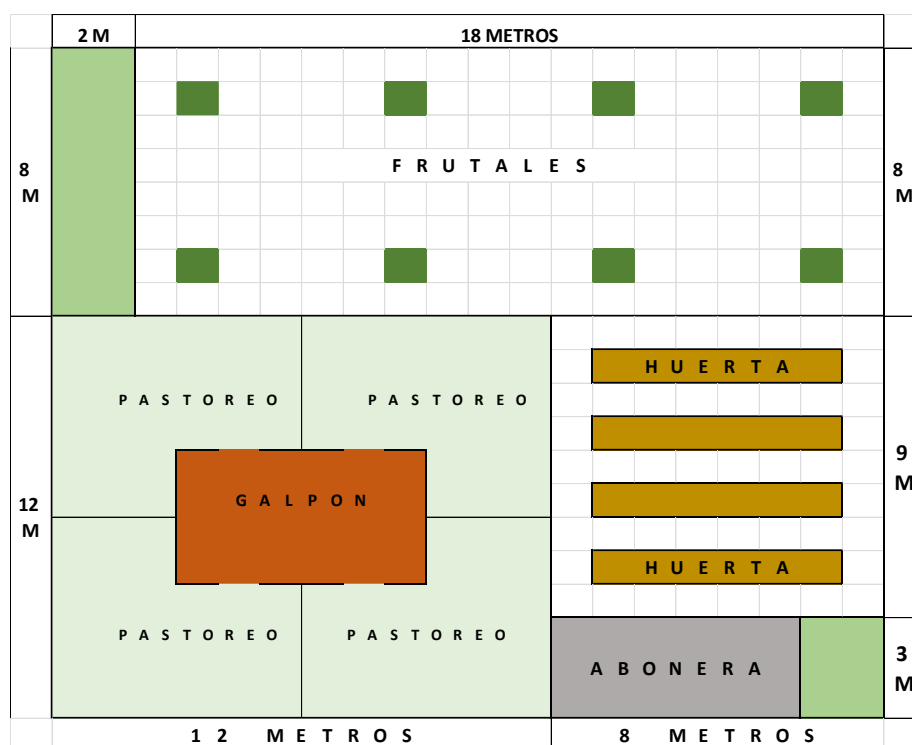 2 M
18 METROS
8 M
FRUTALES
8 M
PASTOREO
PASTOREO
HUERTA
GALPON
9 M
12 M
HUERTA
PASTOREO
PASTOREO
ABONERA
3 M
12 METROS
8 METROS